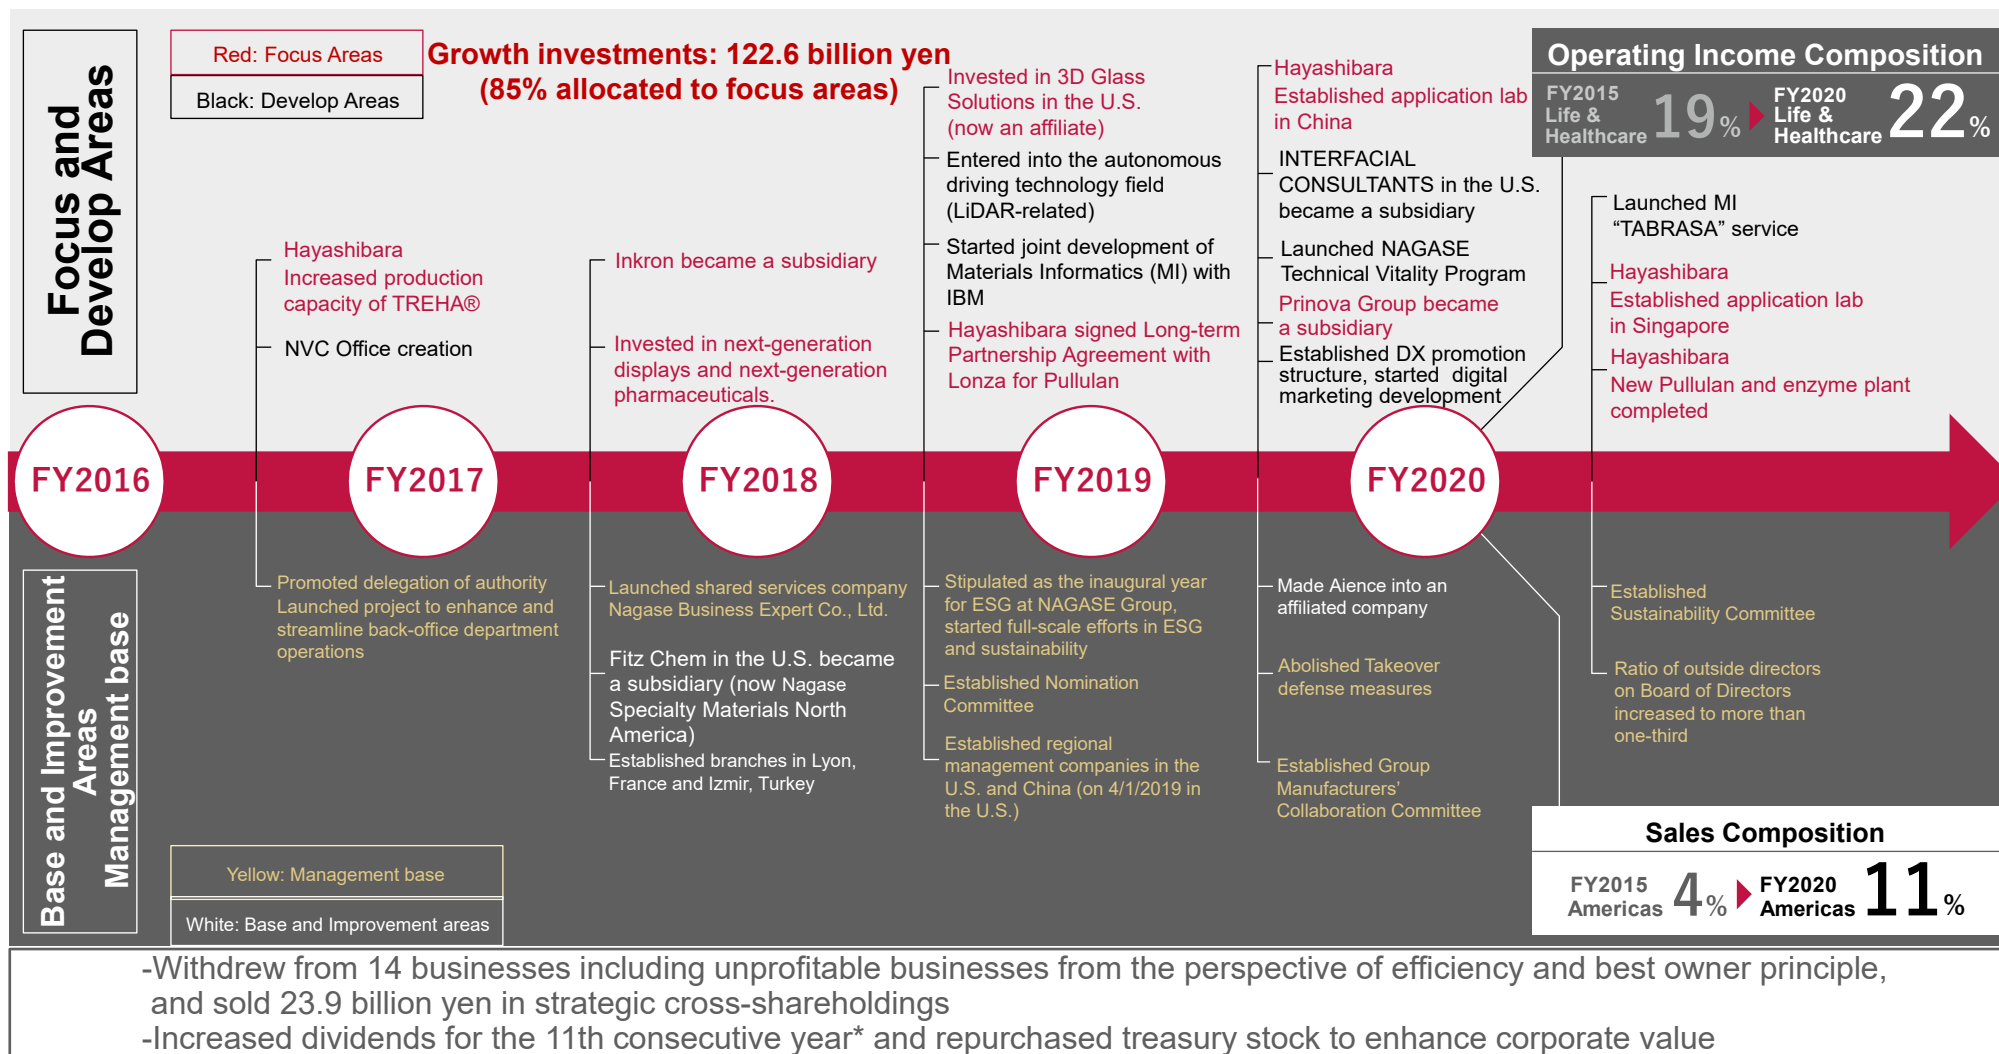 Focus and
Develop Areas
Red: Focus Areas
Black: Develop Areas
Growth investments: 122.6 billion yen
(85% allocated to focus areas)
Hayashibara
Increased production
capacity of TREHA®
NVC Office creation
Inkron became a subsidiary
Invested in next-generation
displays and next-generation
pharmaceuticals.
Invested in 3D Glass
Solutions in the U.S.
(now an affiliate)
Entered into the autonomous
driving technology field
(LiDAR-related)
Started joint development of
Materials Informatics (MI) with
IBM
Hayashibara signed Long-term
Partnership Agreement with
Lonza for Pullulan
Hayashibara
Established application lab
in China
INTERFACIAL
CONSULTANTS in the U.S.
became a subsidiary
Launched NAGASE
Technical Vitality Program
Prinova Group became
a subsidiary
Established DX promotion
structure, started digital
marketing development
Operating Income Composition
FY2015
Life &
Healthcare
19%
FY2020
Life &
Healthcare
22%
Launched MI
“TABRASA” service
Hayashibara
Established application lab
in Singapore
Hayashibara
New Pullulan and enzyme plant
completed
FY2016
FY2017
FY2018
FY2019
FY2020
Base and Improvement
Areas
Management base
Promoted delegation of authority
Launched project to enhance and
streamline back-office department
operations
Launched shared services company
Nagase Business Expert Co., Ltd.
Fitz Chem in the U.S. became
a subsidiary (now Nagase
Specialty Materials North
America)
Established branches in Lyon,
France and Izmir, Turkey
Stipulated as the inaugural year
for ESG at NAGASE Group,
started full-scale efforts in ESG
and sustainability
Established Nomination
Committee
Established regional
management companies in the
U.S. and China (on 4/1/2019 in
the U.S.)
Made Aience into an
affiliated company
Abolished Takeover
defense measures
Established Group
Manufacturers’
Collaboration Committee
Established
Sustainability Committee
Ratio of outside directors
on Board of Directors
increased to more than
one-third
Yellow: Management base
White: Base and Improvement areas
Sales Composition
FY2015
Americas
4%
FY2020
Americas
11%
-Withdrew from 14 businesses including unprofitable businesses from the perspective of efficiency and best owner principle,
and sold 23.9 billion yen in strategic cross-shareholdings
-Increased dividends for the 11th consecutive year* and repurchased treasury stock to enhance corporate value